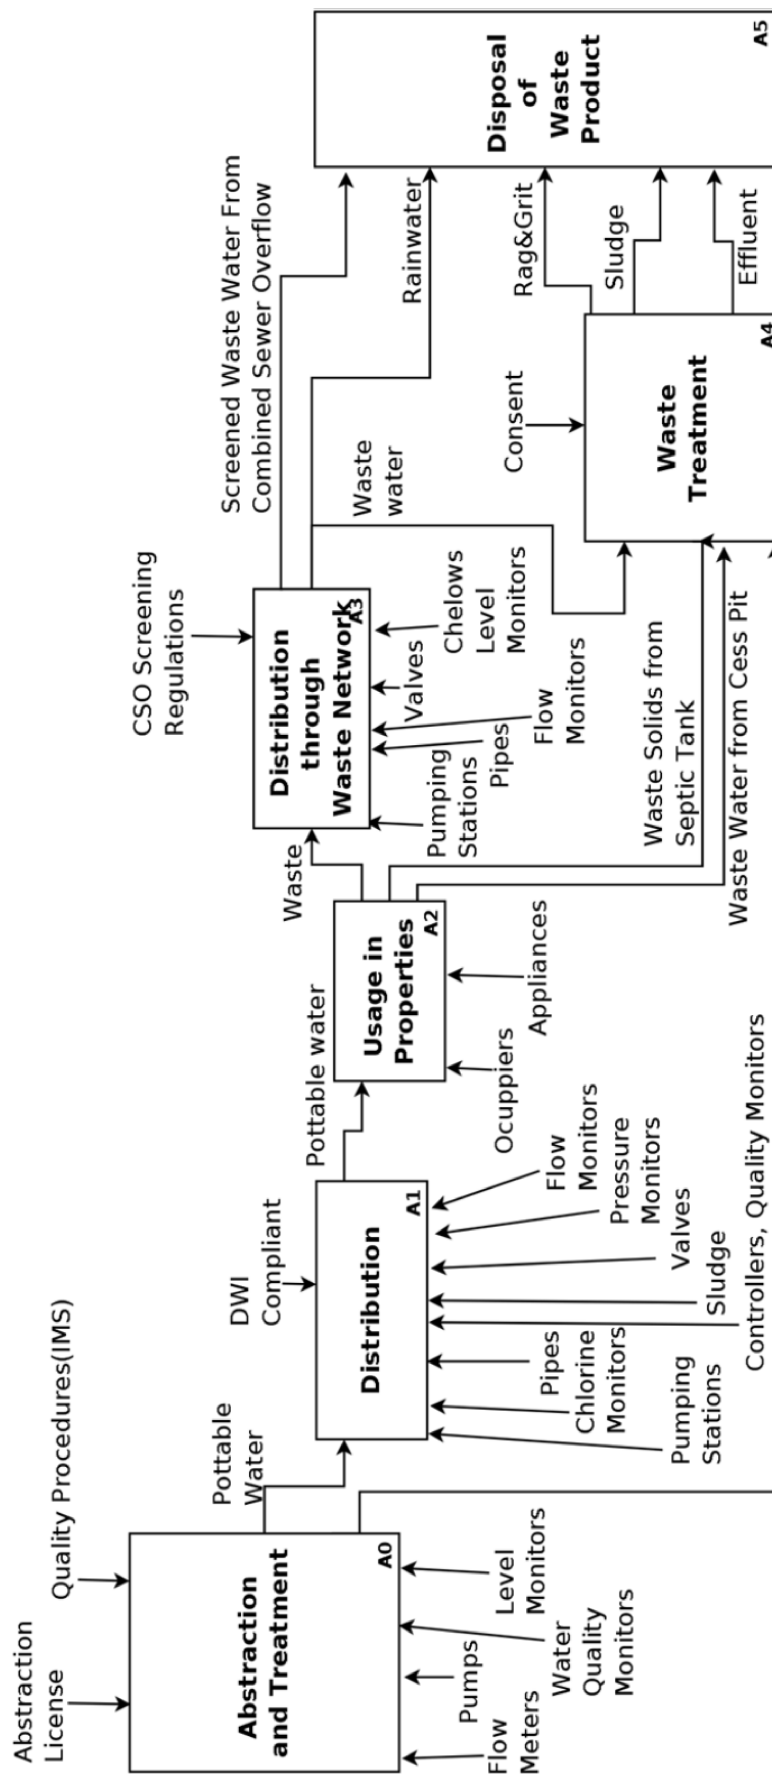 Abstraction
License
Quality Procedures(IMS)
Abstraction
and Treatment
A0
Flow
Meters
Pumps
Water
Quality
Monitors
Level
Monitors
Pottable
Water
DWI
Compliant
Distribution
A1
Pumping
Stations
Chlorine
Monitors
Pipes
Controllers, Quality Monitors
Sludge
Valves
Pressure
Monitors
Flow
Monitors
Pottable water
Usage in
Properties
A2
Ocuppiers
Appliances
Waste
CSO Screening
Regulations
Distribution
through
Waste Network
A3
Pumping
Stations
Pipes
Flow
Monitors
Valves
Chelows
Level
Monitors
Waste Solids from
Septic Tank
Waste Water from Cess Pit
Screened Waste Water From
Combined Sewer Overflow
Waste
water
Rainwater
Consent
Waste
Treatment
A4
Rag&Grit
Sludge
Effluent
Disposal
of
Waste
Product
A5